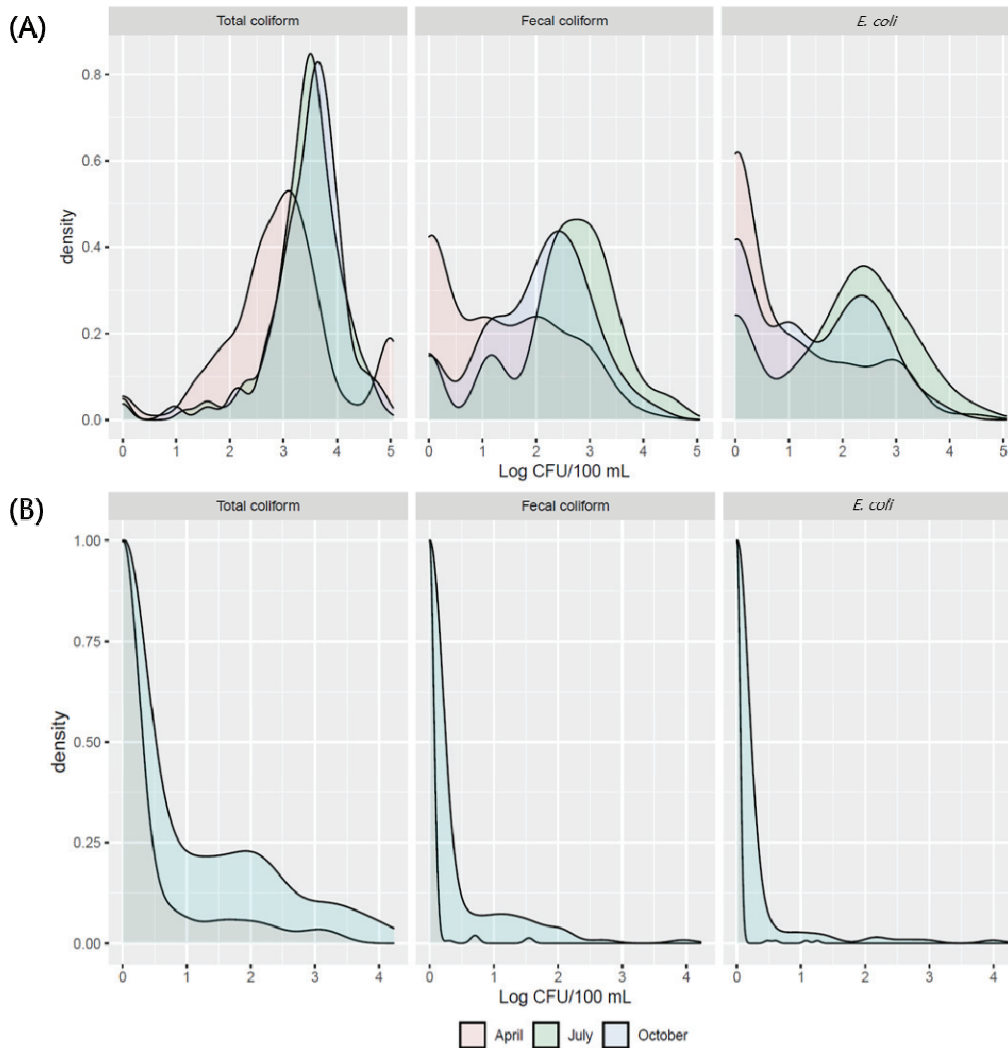 (A)
Total coliform Fecal coliform E. coli
0.8
0.6
0.4
0.2
0.0
density
0 1 2 3 4 5 0 1 2 3 4 5 0 1 2 3 4 5
Log CFU/100 mL
(B)
Total coliform Fecal coliform E. coli
1.00
0.75
0.50
0.25
0.00
density
0 1 2 3 4 0 1 2 3 4 0 1 2 3 4
Log CFU/100 mL
April July October